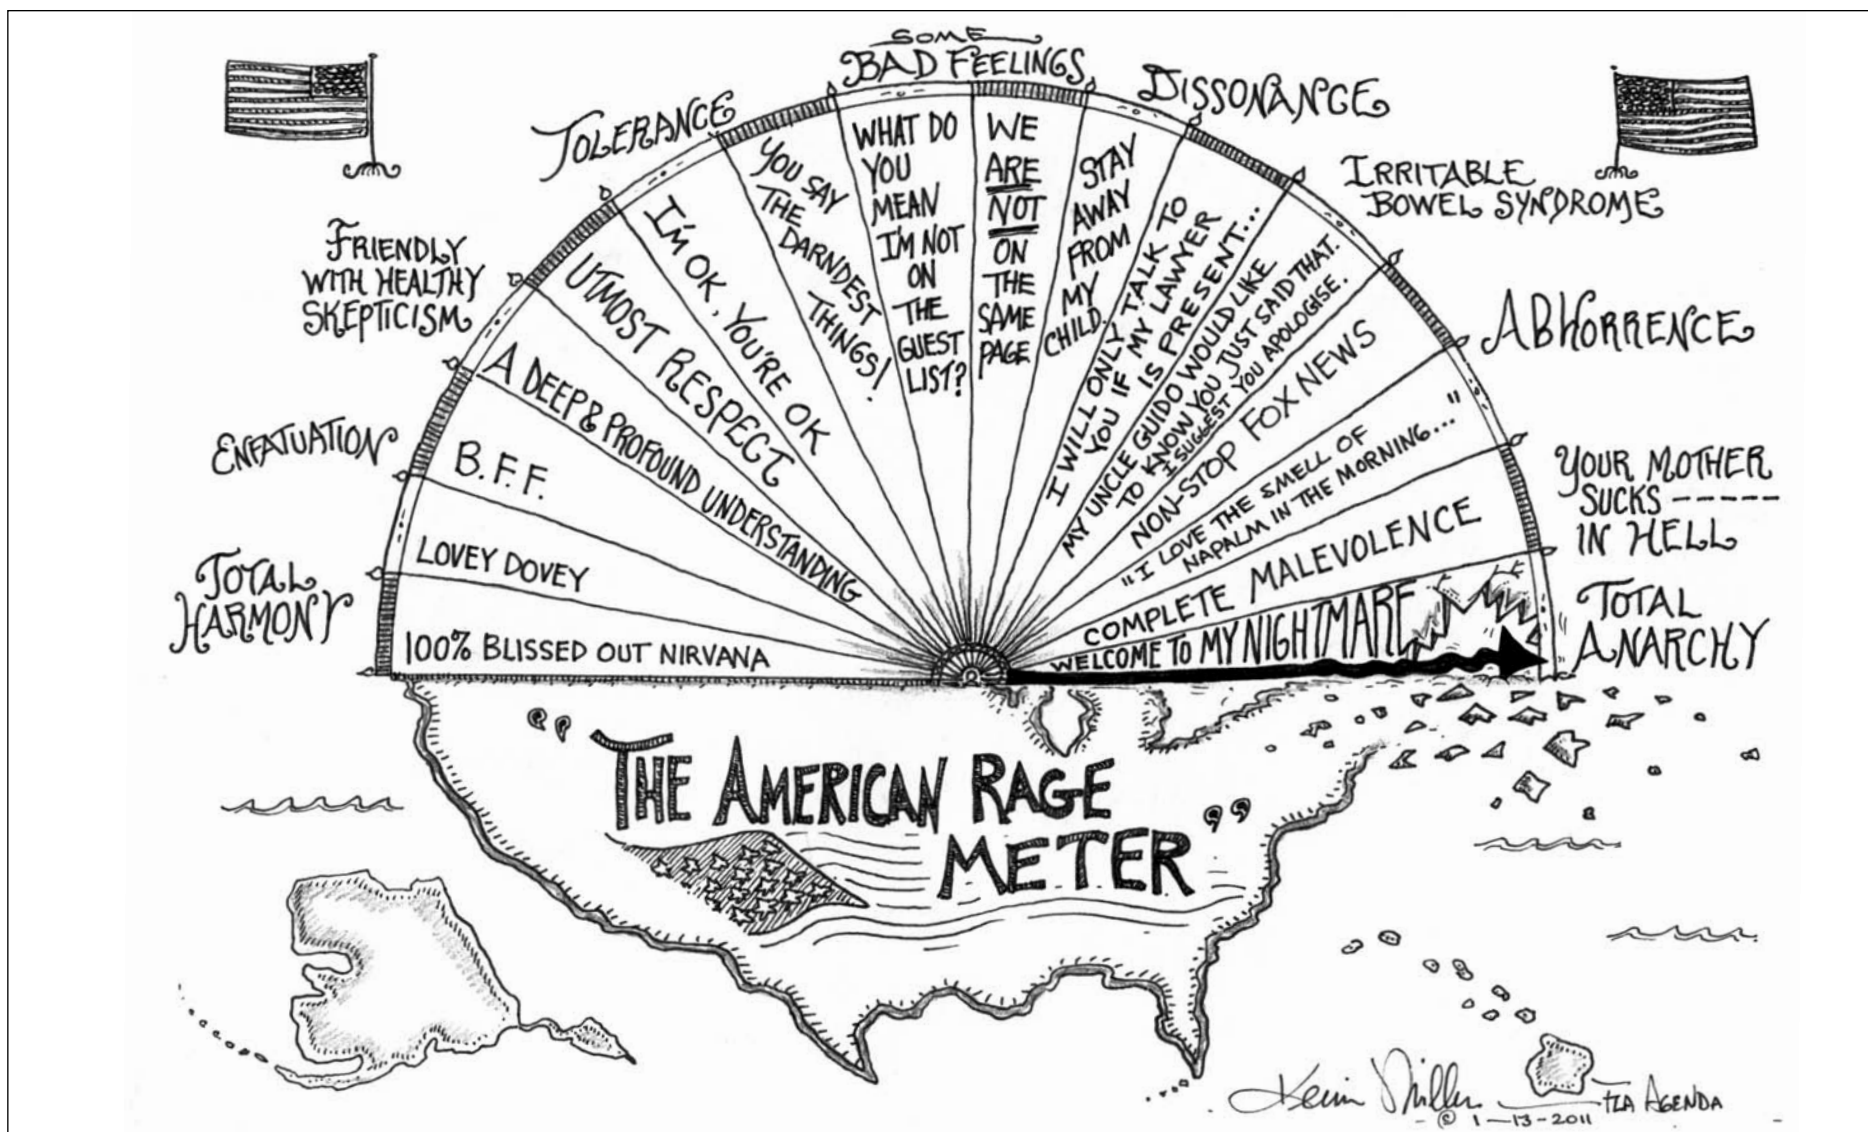 SOME
BAD FEELINGS
TOLERANCE
DISSONANCE
FRIENDLY
WITH HEALTHY
SKEPTICISM
IRRITABLE
BOWEL SYNDROME
ENFATUATION
ABHORRENCE
TOTAL
HARMONY
YOUR MOTHER
SUCKS ------
IN HELL
TOTAL
ANARCHY
100% BLISSED OUT NIRVANA
LOVEY DOVEY
B.F.F.
A DEEP & PROFOUND UNDERSTANDING
UTMOST RESPECT
I'M OK, YOU'RE OK
YOU SAY
THE
DARNDEST
THINGS!
WHAT DO
YOU
MEAN
I'M NOT
ON
THE
GUEST
LIST?
WE
ARE
NOT
ON
THE
SAME
PAGE
STAY
AWAY
FROM
MY
CHILD.
I WILL ONLY TALK TO
YOU IF MY LAWYER
IS PRESENT...
MY UNCLE GUIDO WOULD LIKE
TO KNOW YOU JUST SAID THAT.
I SUGGEST YOU APOLOGISE.
NON-STOP FOX NEWS
"I LOVE THE SMELL OF
NAPALM IN THE MORNING..."
COMPLETE MALEVOLENCE
WELCOME TO MY NIGHTMARE
"THE AMERICAN RAGE
METER"
Kevin Miller
FLA AGENDA
© 1-13-2011